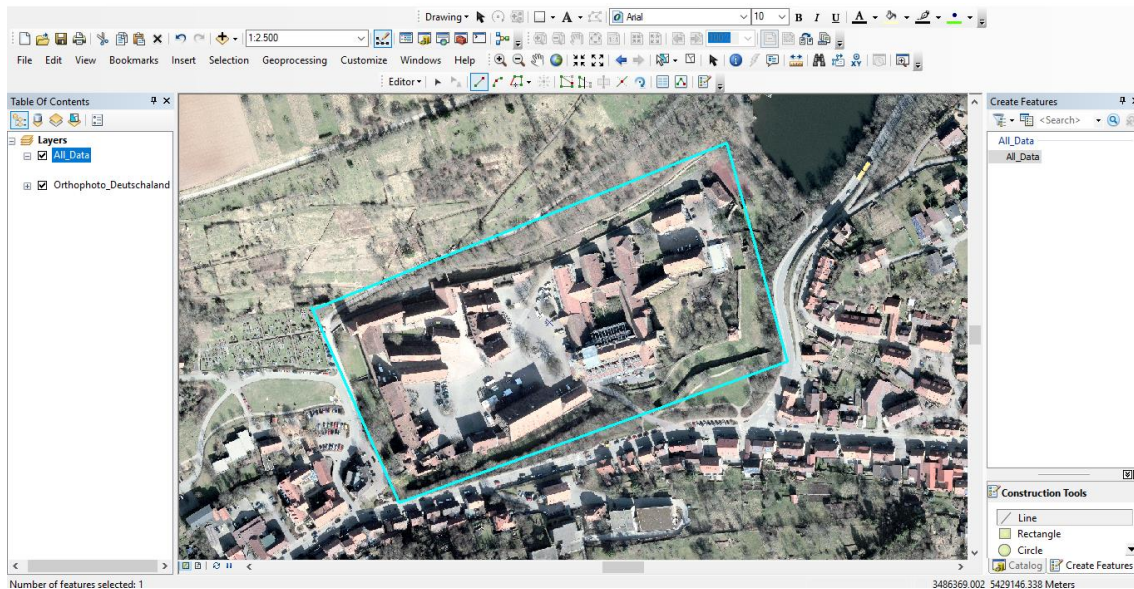 Drawing A Arial 10 B I U A
1:2.500
File Edit View Bookmarks Insert Selection Geoprocessing Customize Windows Help
Editor
Table Of Contents
Layers
All_Data
Orthophoto_Deutschaland
Create Features
<Search>
All_Data
All_Data
Construction Tools
Line
Rectangle
Circle
Catalog Create Features
Number of features selected: 1
3486369.002 5429146.338 Meters